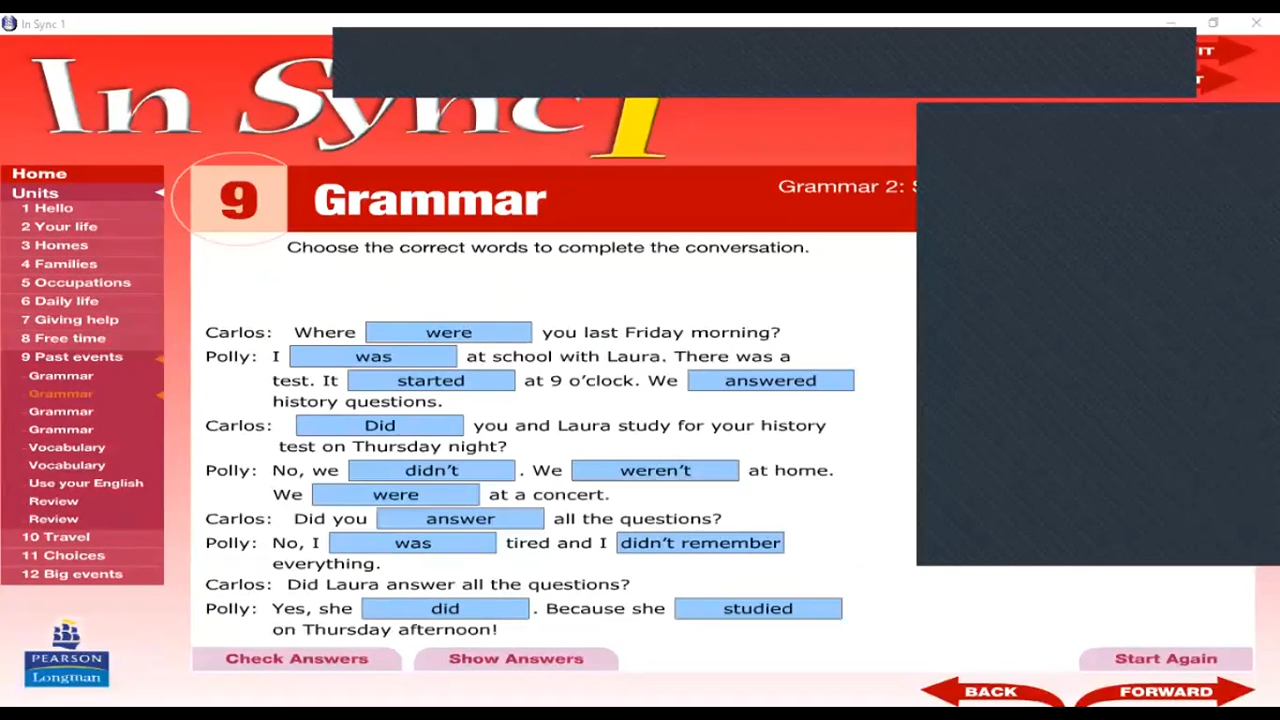 In Sync 1
IT
In Sync 1
T
Home
Units
1 Hello
2 Your life
3 Homes
4 Families
5 Occupations
6 Daily life
7 Giving help
8 Free time
9 Past events
Grammar
Grammar
Grammar
Grammar
Vocabulary
Vocabulary
Use your English
Review
Review
10 Travel
11 Choices
12 Big events
PEARSON
Longman
9 Grammar
Grammar 2:
Choose the correct words to complete the conversation.
Carlos: Where were you last Friday morning?
Polly: I was at school with Laura. There was a
test. It started at 9 o'clock. We answered
history questions.
Carlos: Did you and Laura study for your history
test on Thursday night?
Polly: No, we didn't . We weren't at home.
We were at a concert.
Carlos: Did you answer all the questions?
Polly: No, I was tired and I didn't remember
everything.
Carlos: Did Laura answer all the questions?
Polly: Yes, she did . Because she studied
on Thursday afternoon!
Check Answers
Show Answers
Start Again
BACK
FORWARD